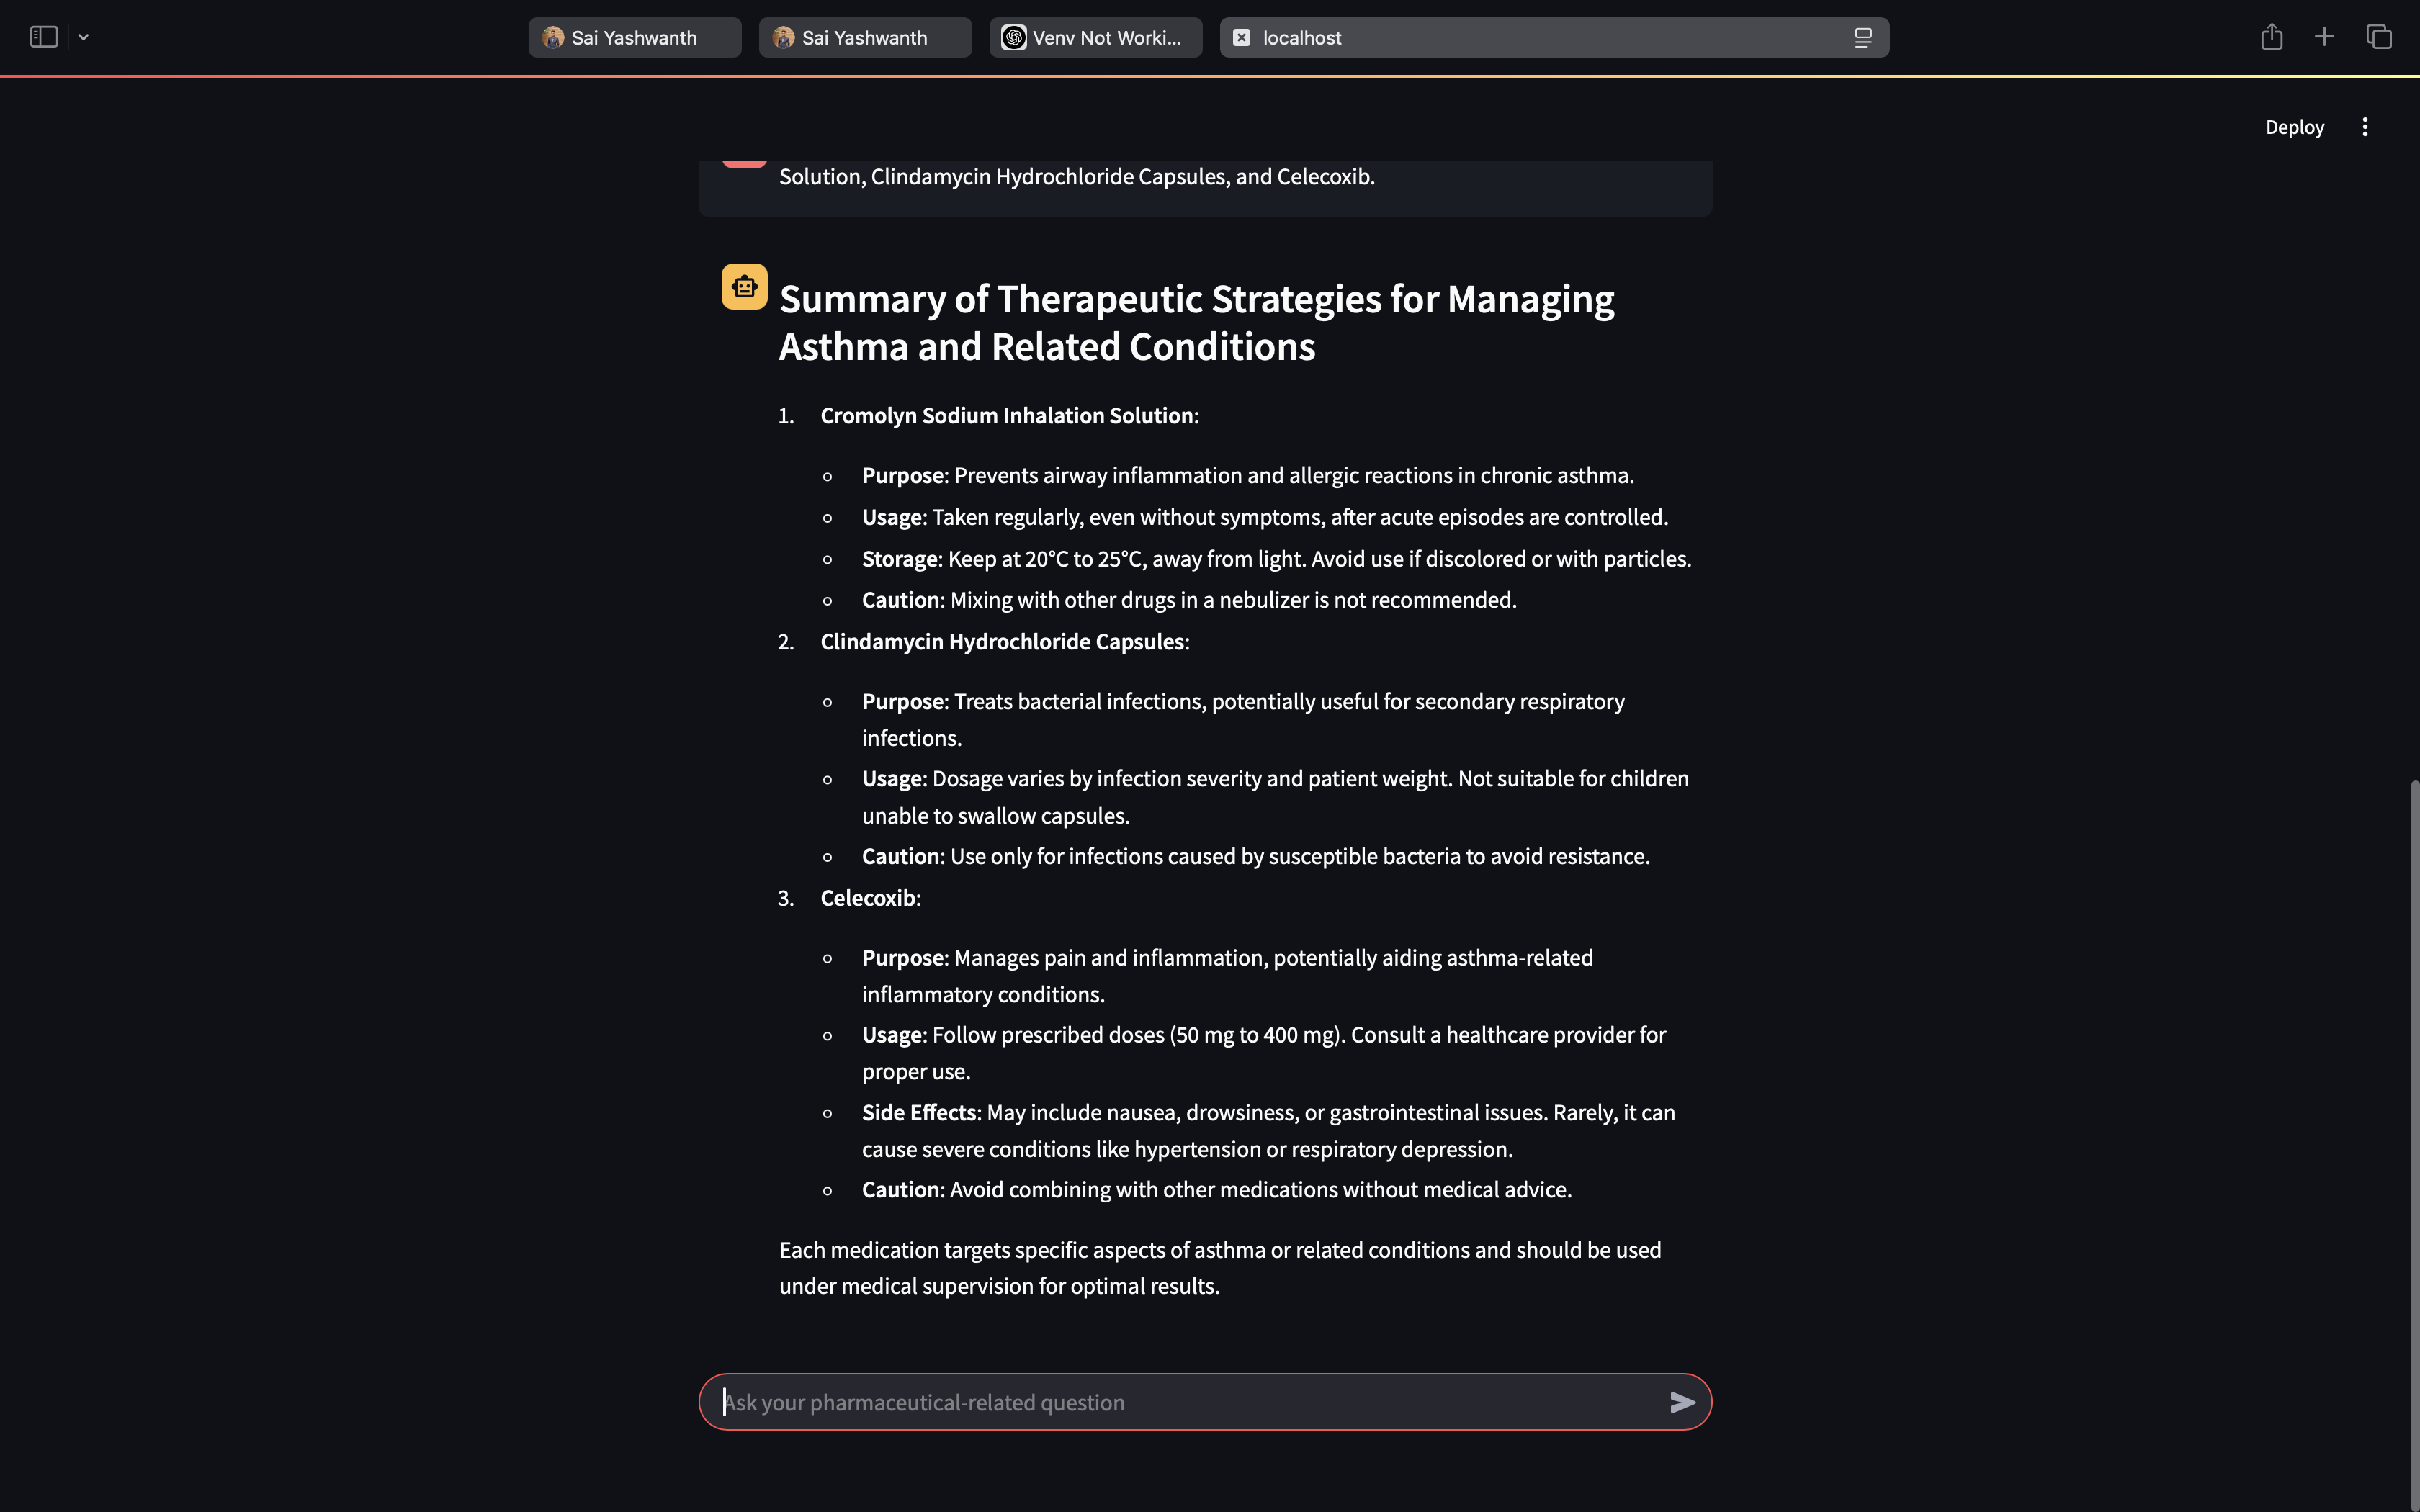 Sai Yashwanth
Sai Yashwanth
Venv Not Worki...
localhost
Deploy
Solution, Clindamycin Hydrochloride Capsules, and Celecoxib.
Summary of Therapeutic Strategies for Managing
Asthma and Related Conditions
1. Cromolyn Sodium Inhalation Solution:
Purpose: Prevents airway inflammation and allergic reactions in chronic asthma.
Usage: Taken regularly, even without symptoms, after acute episodes are controlled.
Storage: Keep at 20°C to 25°C, away from light. Avoid use if discolored or with particles.
Caution: Mixing with other drugs in a nebulizer is not recommended.
2. Clindamycin Hydrochloride Capsules:
Purpose: Treats bacterial infections, potentially useful for secondary respiratory
infections.
Usage: Dosage varies by infection severity and patient weight. Not suitable for children
unable to swallow capsules.
Caution: Use only for infections caused by susceptible bacteria to avoid resistance.
3. Celecoxib:
Purpose: Manages pain and inflammation, potentially aiding asthma-related
inflammatory conditions.
Usage: Follow prescribed doses (50 mg to 400 mg). Consult a healthcare provider for
proper use.
Side Effects: May include nausea, drowsiness, or gastrointestinal issues. Rarely, it can
cause severe conditions like hypertension or respiratory depression.
Caution: Avoid combining with other medications without medical advice.
Each medication targets specific aspects of asthma or related conditions and should be used
under medical supervision for optimal results.
Ask your pharmaceutical-related question